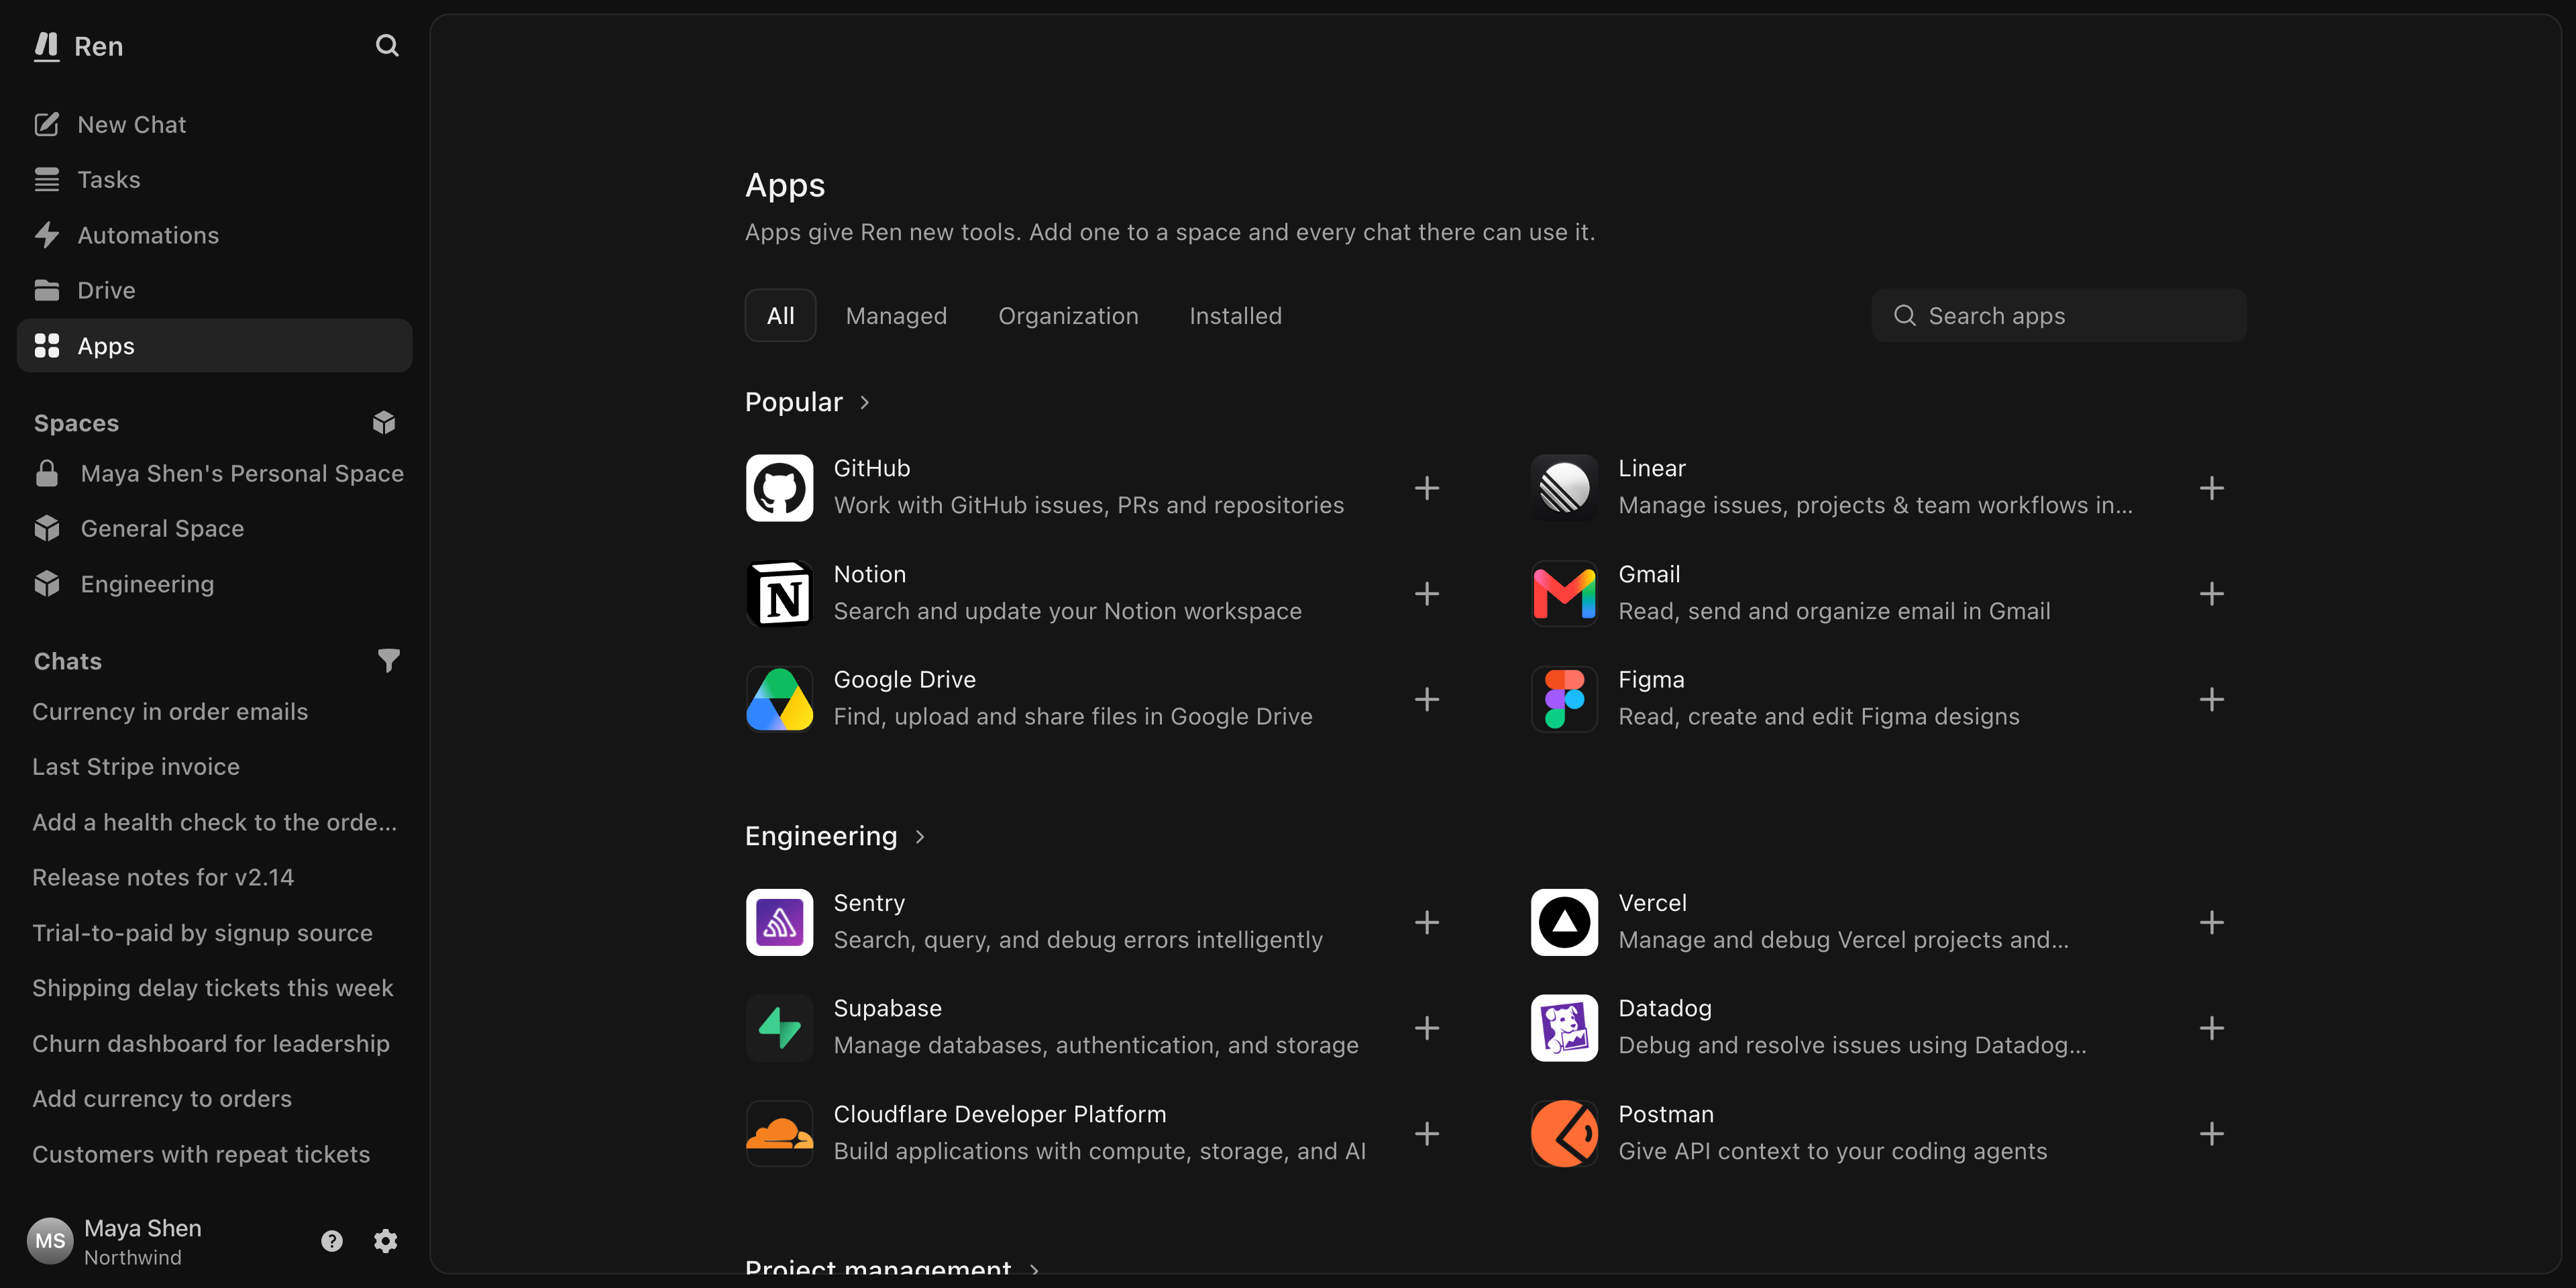 Ren
New Chat
Tasks
Automations
Drive
Apps
Spaces
Maya Shen's Personal Space
General Space
Engineering
Chats
Currency in order emails
Last Stripe invoice
Add a health check to the orde...
Release notes for v2.14
Trial-to-paid by signup source
Shipping delay tickets this week
Churn dashboard for leadership
Add currency to orders
Customers with repeat tickets
MS
Maya Shen
Northwind
Apps
Apps give Ren new tools. Add one to a space and every chat there can use it.
All
Managed
Organization
Installed
Search apps
Popular
GitHub
Work with GitHub issues, PRs and repositories
Linear
Manage issues, projects & team workflows in...
Notion
Search and update your Notion workspace
Gmail
Read, send and organize email in Gmail
Google Drive
Find, upload and share files in Google Drive
Figma
Read, create and edit Figma designs
Engineering
Sentry
Search, query, and debug errors intelligently
Vercel
Manage and debug Vercel projects and...
Supabase
Manage databases, authentication, and storage
Datadog
Debug and resolve issues using Datadog...
Cloudflare Developer Platform
Build applications with compute, storage, and AI
Postman
Give API context to your coding agents
Project management